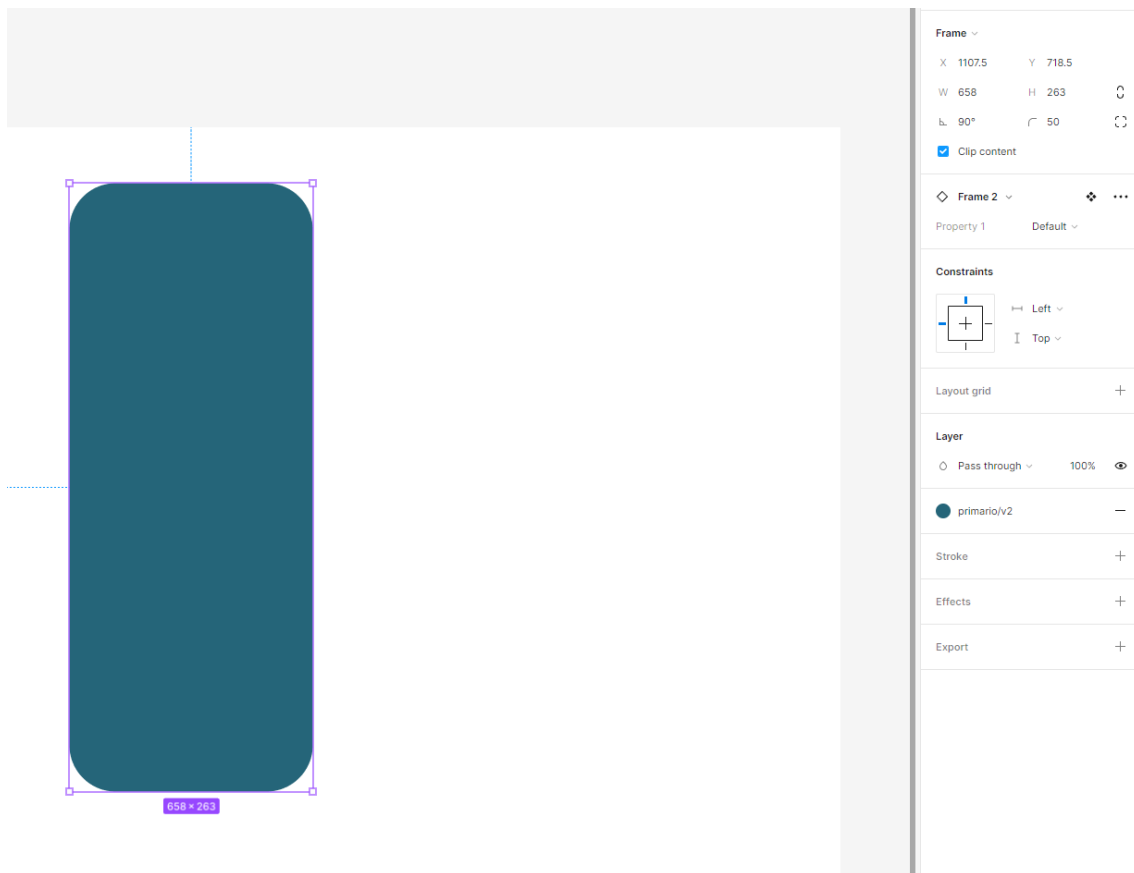 Frame
X 1107.5 Y 718.5
W 658 H 263
90° 50
Clip content
Frame 2
Property 1 Default
Constraints
Left
Top
Layout grid
Layer
Pass through 100%
primario/v2
Stroke
Effects
Export
658 × 263